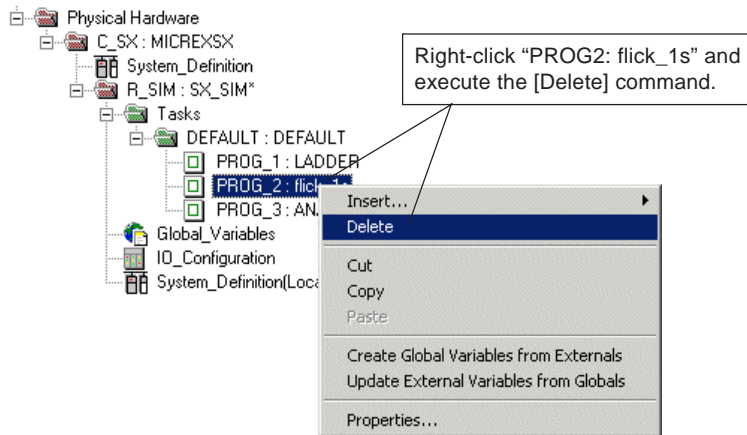 Physical Hardware
C_SX : MICREXSX
Right-click “PROG2: flick_1s” and
execute the [Delete] command.
System_Definition
R_SIM : SX_SIM*
Tasks
DEFAULT : DEFAULT
PROG_1 : LADDER
PROG_2 : flick_1s
PROG_3 : ANA
Global_Variables
IO_Configuration
System_Definition(Loca
Insert...
Delete
Cut
Copy
Paste
Create Global Variables from Externals
Update External Variables from Globals
Properties...